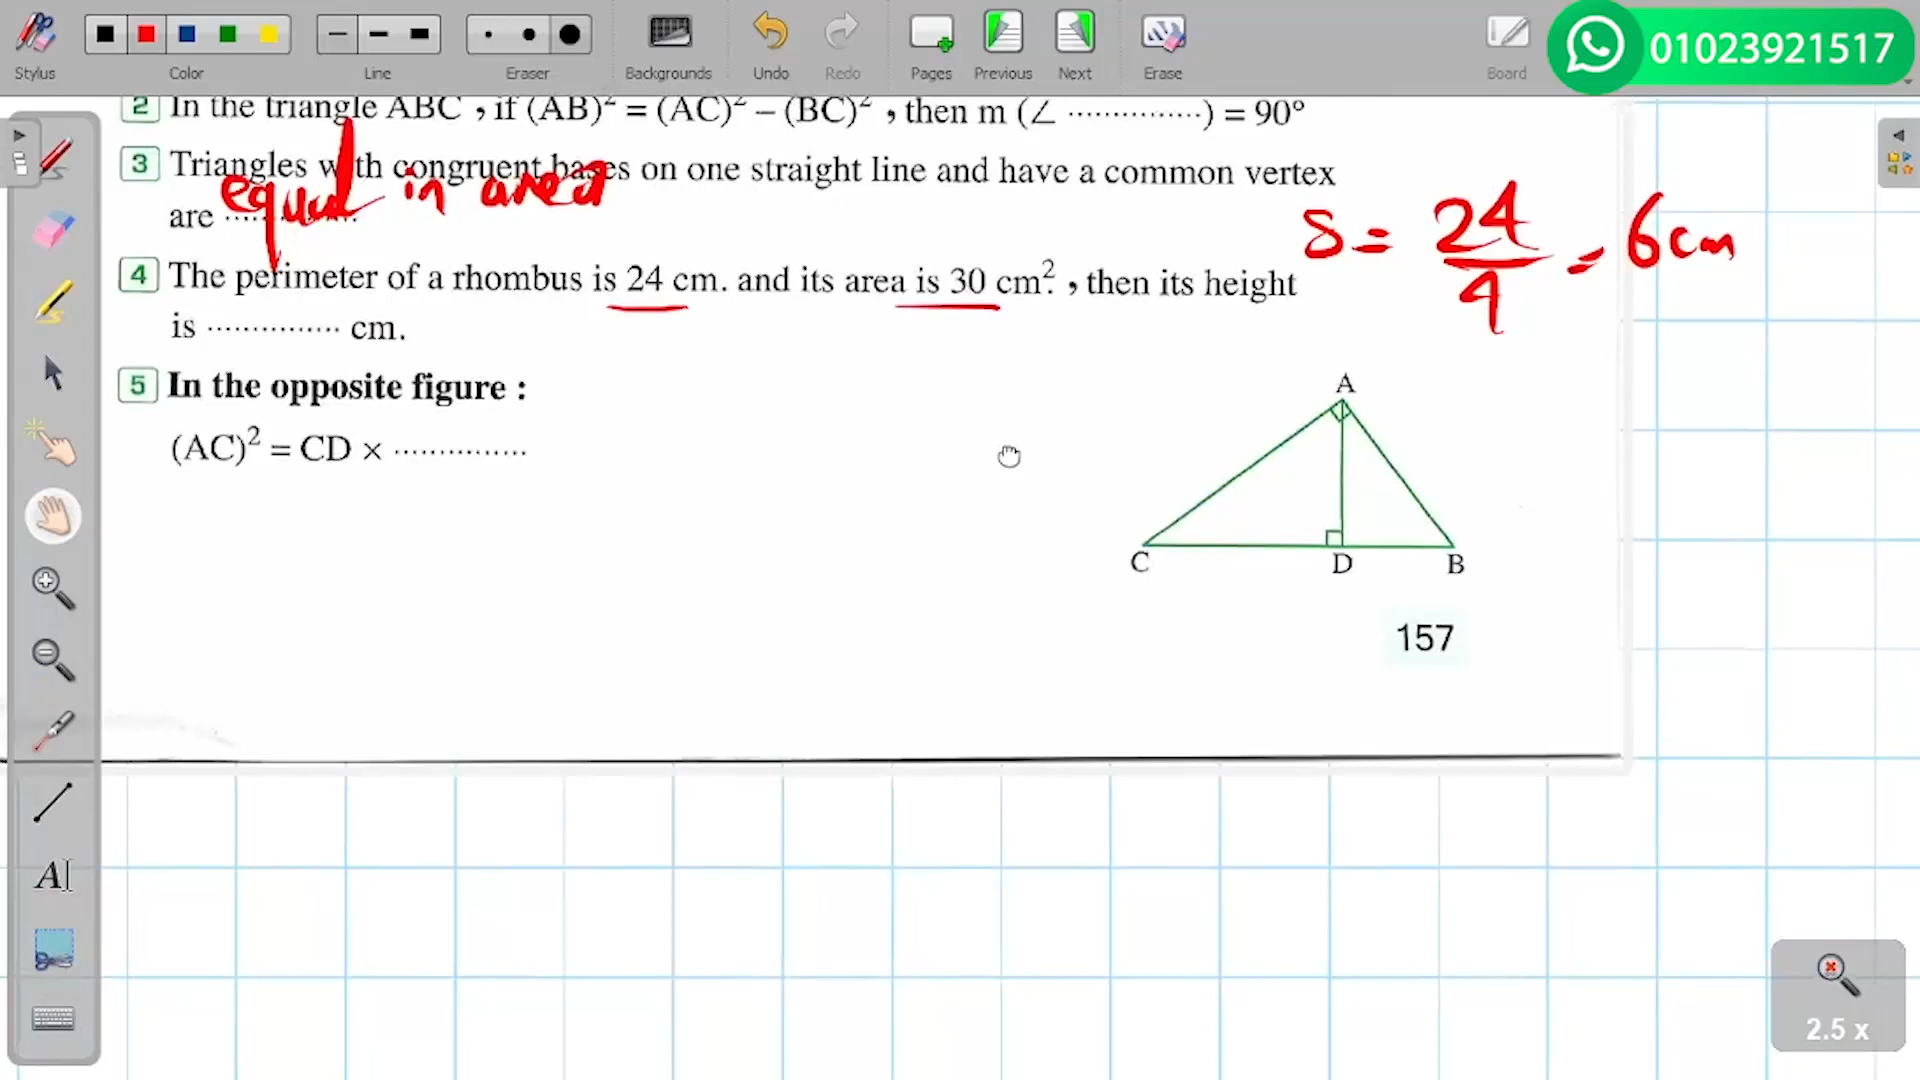 Stylus
Color
Line
Eraser
Backgrounds
Undo
Redo
Pages
Previous
Next
Erase
Board
01023921517
2 In the triangle ABC , if (AB)² = (AC)² – (BC)² , then m (∠ ...............) = 90°
3 Triangles with congruent bases on one straight line and have a common vertex
are ...............
equal in area
S = 24/4 = 6cm
4 The perimeter of a rhombus is 24 cm. and its area is 30 cm². , then its height
is ............... cm.
5 In the opposite figure :
(AC)² = CD × ...............
A
C
D
B
157
A
2.5 x